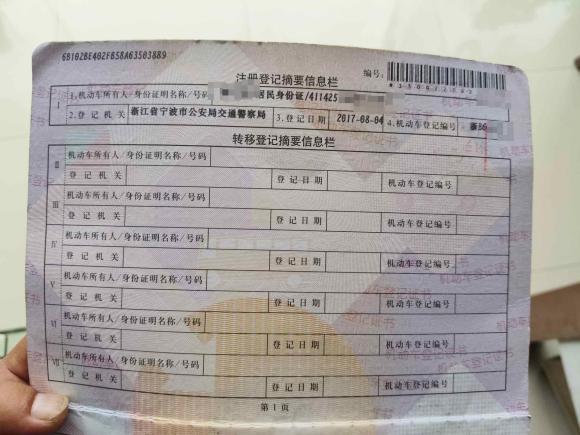 6B102BE402FB58A63503889
注册登记摘要信息栏
编号:
I
1.机动车所有人/身份证明名称/号码 居民身份证/411425
2.登记机关 浙江省宁波市公安局交通警察局 3.登记日期 2017-08-04 4.机动车登记编号 浙
转移登记摘要信息栏
II
机动车所有人/身份证明名称/号码
登记机关 登记日期 机动车登记编号
III
机动车所有人/身份证明名称/号码
登记机关 登记日期 机动车登记编号
IV
机动车所有人/身份证明名称/号码
登记机关 登记日期 机动车登记编号
V
机动车所有人/身份证明名称/号码
登记机关 登记日期 机动车登记编号
VI
机动车所有人/身份证明名称/号码
登记机关 登记日期 机动车登记编号
VII
机动车所有人/身份证明名称/号码
登记机关 登记日期 机动车登记编号
第1页